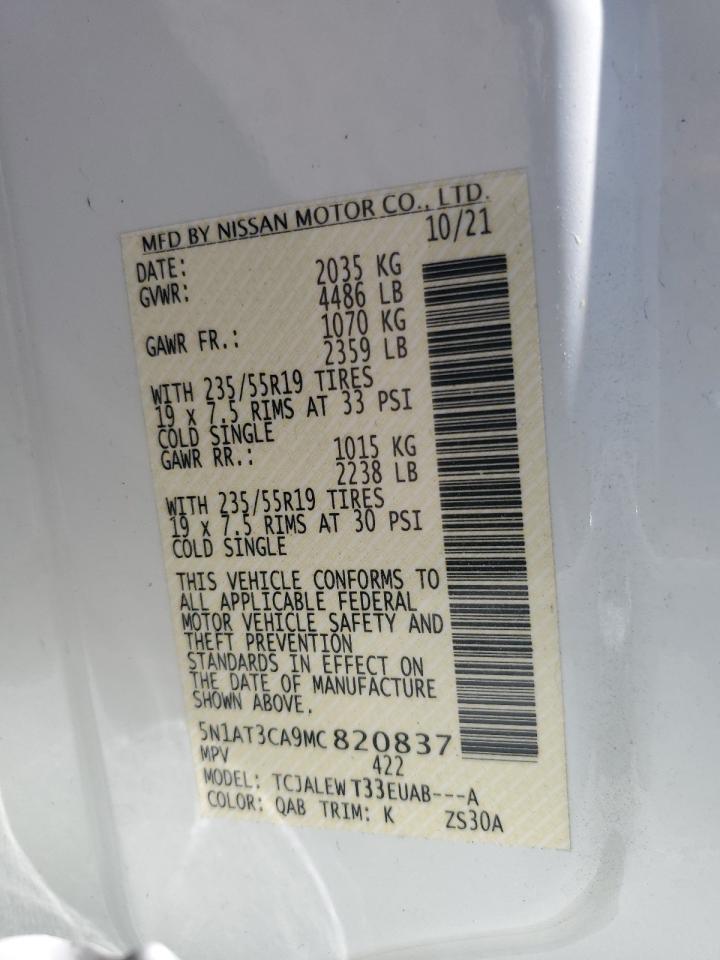 MFD BY NISSAN MOTOR CO., LTD.
DATE: 10/21
GVWR: 2035 KG
4486 LB
GAWR FR.: 1070 KG
2359 LB
WITH 235/55R19 TIRES
19 x 7.5 RIMS AT 33 PSI
COLD SINGLE
GAWR RR.: 1015 KG
2238 LB
WITH 235/55R19 TIRES
19 x 7.5 RIMS AT 30 PSI
COLD SINGLE
THIS VEHICLE CONFORMS TO
ALL APPLICABLE FEDERAL
MOTOR VEHICLE SAFETY AND
THEFT PREVENTION
STANDARDS IN EFFECT ON
THE DATE OF MANUFACTURE
SHOWN ABOVE.
5N1AT3CA9MC 820837
MPV 422
MODEL: TCJALEW T33EUAB---A
COLOR: QAB TRIM: K ZS30A